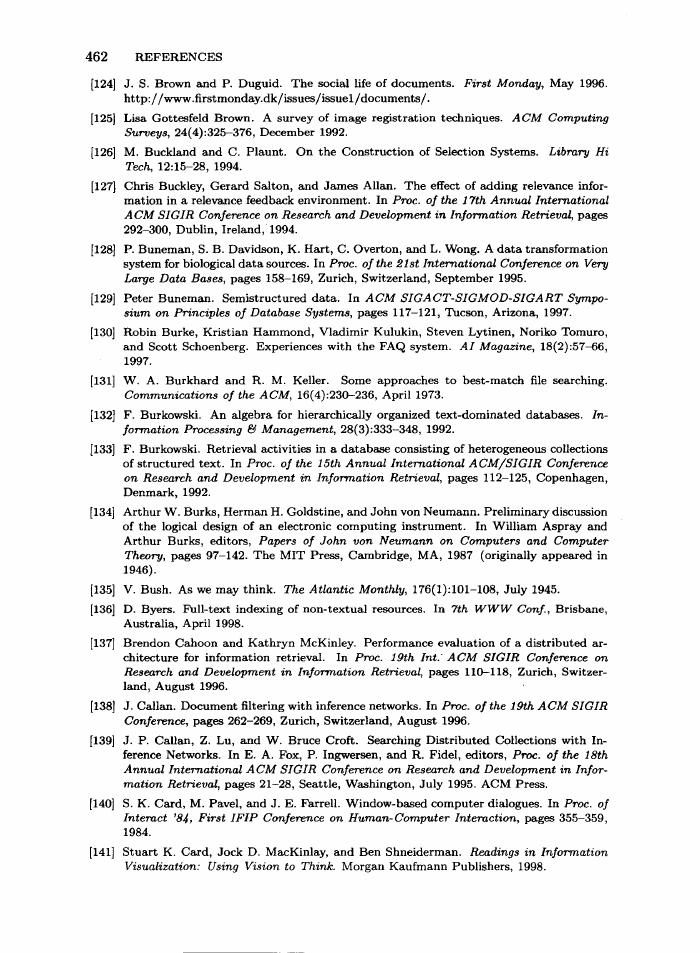 462 REFERENCES
[124] J. S. Brown and P. Duguid. The social life of documents. First Monday, May 1996.
http://www.firstmonday.dk/issues/issue1/documents/.
[125] Lisa Gottesfeld Brown. A survey of image registration techniques. ACM Computing
Surveys, 24(4):325–376, December 1992.
[126] M. Buckland and C. Plaunt. On the Construction of Selection Systems. Library Hi
Tech, 12:15–28, 1994.
[127] Chris Buckley, Gerard Salton, and James Allan. The effect of adding relevance infor-
mation in a relevance feedback environment. In Proc. of the 17th Annual International
ACM SIGIR Conference on Research and Development in Information Retrieval, pages
292–300, Dublin, Ireland, 1994.
[128] P. Buneman, S. B. Davidson, K. Hart, C. Overton, and L. Wong. A data transformation
system for biological data sources. In Proc. of the 21st International Conference on Very
Large Data Bases, pages 158–169, Zurich, Switzerland, September 1995.
[129] Peter Buneman. Semistructured data. In ACM SIGACT-SIGMOD-SIGART Sympo-
sium on Principles of Database Systems, pages 117–121, Tucson, Arizona, 1997.
[130] Robin Burke, Kristian Hammond, Vladimir Kulukin, Steven Lytinen, Noriko Tomuro,
and Scott Schoenberg. Experiences with the FAQ system. AI Magazine, 18(2):57–66,
1997.
[131] W. A. Burkhard and R. M. Keller. Some approaches to best-match file searching.
Communications of the ACM, 16(4):230–236, April 1973.
[132] F. Burkowski. An algebra for hierarchically organized text-dominated databases. In-
formation Processing & Management, 28(3):333–348, 1992.
[133] F. Burkowski. Retrieval activities in a database consisting of heterogeneous collections
of structured text. In Proc. of the 15th Annual International ACM/SIGIR Conference
on Research and Development in Information Retrieval, pages 112–125, Copenhagen,
Denmark, 1992.
[134] Arthur W. Burks, Herman H. Goldstine, and John von Neumann. Preliminary discussion
of the logical design of an electronic computing instrument. In William Aspray and
Arthur Burks, editors, Papers of John von Neumann on Computers and Computer
Theory, pages 97–142. The MIT Press, Cambridge, MA, 1987 (originally appeared in
1946).
[135] V. Bush. As we may think. The Atlantic Monthly, 176(1):101–108, July 1945.
[136] D. Byers. Full-text indexing of non-textual resources. In 7th WWW Conf., Brisbane,
Australia, April 1998.
[137] Brendon Cahoon and Kathryn McKinley. Performance evaluation of a distributed ar-
chitecture for information retrieval. In Proc. 19th Int. ACM SIGIR Conference on
Research and Development in Information Retrieval, pages 110–118, Zurich, Switzer-
land, August 1996.
[138] J. Callan. Document filtering with inference networks. In Proc. of the 19th ACM SIGIR
Conference, pages 262–269, Zurich, Switzerland, August 1996.
[139] J. P. Callan, Z. Lu, and W. Bruce Croft. Searching Distributed Collections with In-
ference Networks. In E. A. Fox, P. Ingwersen, and R. Fidel, editors, Proc. of the 18th
Annual International ACM SIGIR Conference on Research and Development in Infor-
mation Retrieval, pages 21–28, Seattle, Washington, July 1995. ACM Press.
[140] S. K. Card, M. Pavel, and J. E. Farrell. Window-based computer dialogues. In Proc. of
Interact '84, First IFIP Conference on Human-Computer Interaction, pages 355–359,
1984.
[141] Stuart K. Card, Jock D. MacKinlay, and Ben Shneiderman. Readings in Information
Visualization: Using Vision to Think. Morgan Kaufmann Publishers, 1998.